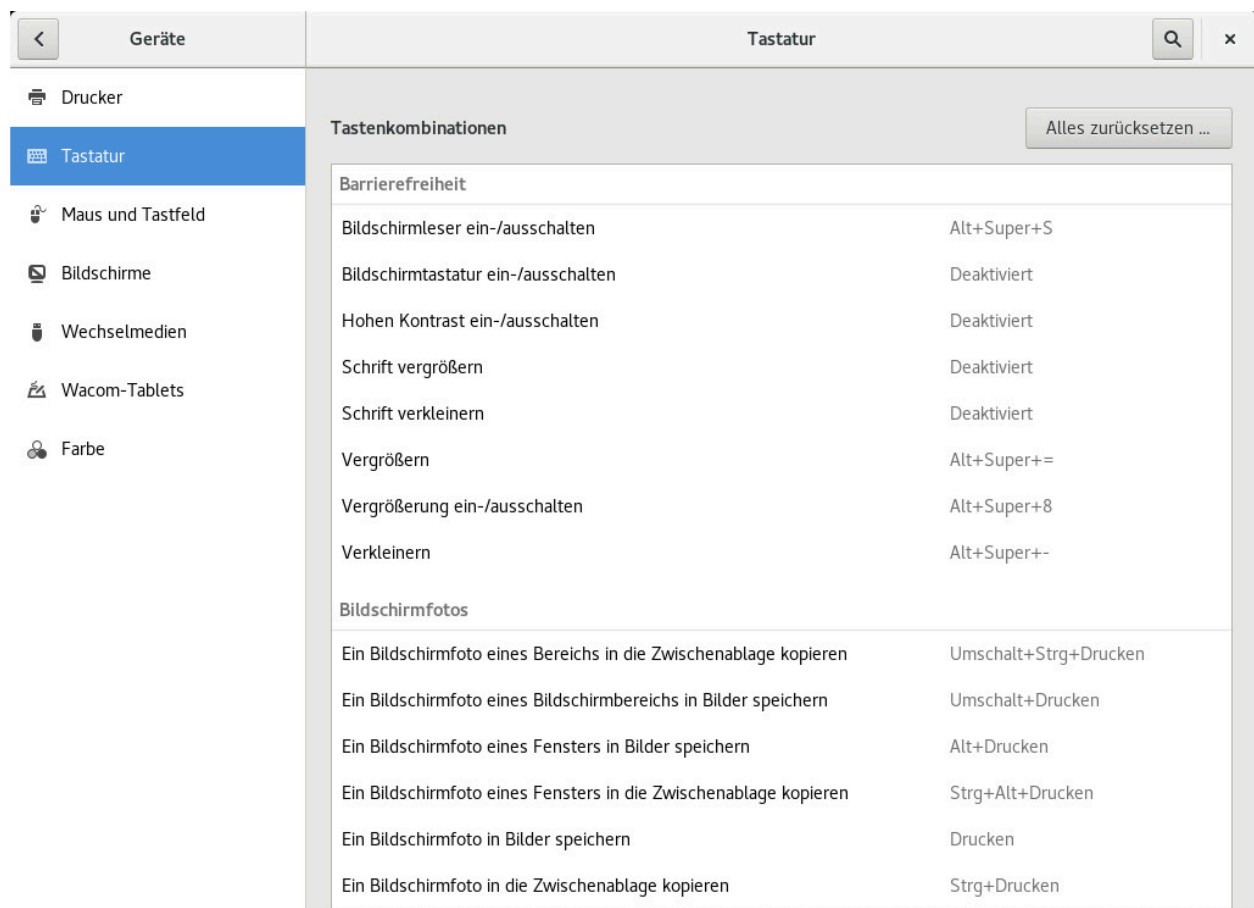 Geräte
Tastatur
Drucker
Tastatur
Maus und Tastfeld
Bildschirme
Wechselmedien
Wacom-Tablets
Farbe
Tastenkombinationen
Alles zurücksetzen ...
Barrierefreiheit
Bildschirmleser ein-/ausschalten Alt+Super+S
Bildschirmtastatur ein-/ausschalten Deaktiviert
Hohen Kontrast ein-/ausschalten Deaktiviert
Schrift vergrößern Deaktiviert
Schrift verkleinern Deaktiviert
Vergrößern Alt+Super+=
Vergrößerung ein-/ausschalten Alt+Super+8
Verkleinern Alt+Super+-
Bildschirmfotos
Ein Bildschirmfoto eines Bereichs in die Zwischenablage kopieren Umschalt+Strg+Drucken
Ein Bildschirmfoto eines Bildschirmbereichs in Bilder speichern Umschalt+Drucken
Ein Bildschirmfoto eines Fensters in Bilder speichern Alt+Drucken
Ein Bildschirmfoto eines Fensters in die Zwischenablage kopieren Strg+Alt+Drucken
Ein Bildschirmfoto in Bilder speichern Drucken
Ein Bildschirmfoto in die Zwischenablage kopieren Strg+Drucken